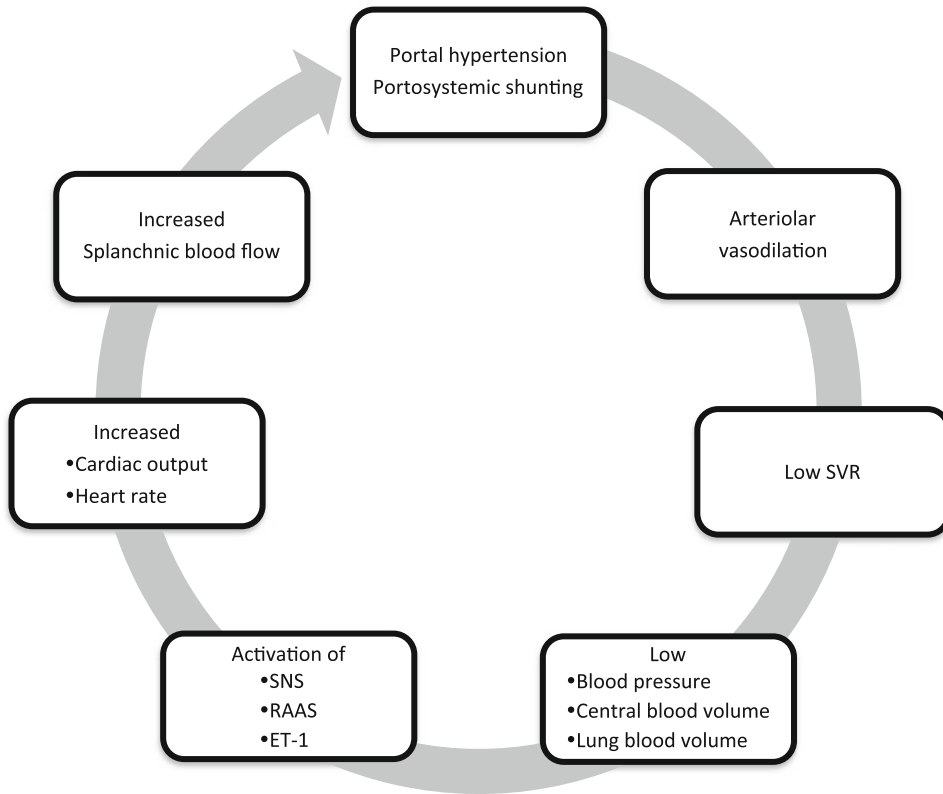 Portal hypertension
Portosystemic shunting
Arteriolar
vasodilation
Low SVR
Low
•Blood pressure
•Central blood volume
•Lung blood volume
Activation of
•SNS
•RAAS
•ET-1
Increased
•Cardiac output
•Heart rate
Increased
Splanchnic blood flow